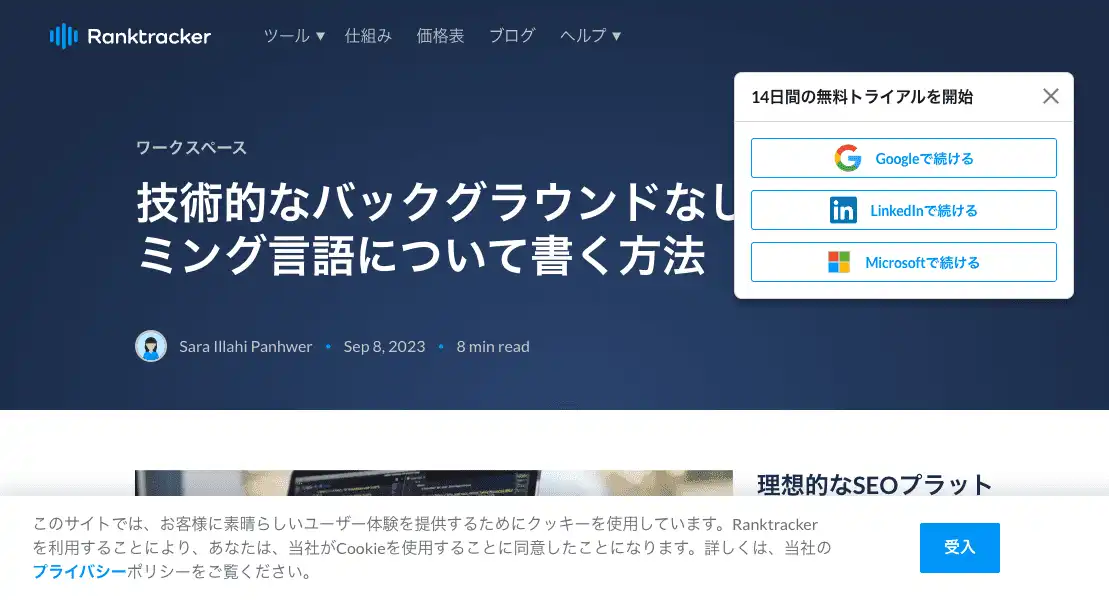 Ranktracker ツール ▼ 仕組み 価格表 ブログ ヘルプ ▼
14日間の無料トライアルを開始
Googleで続ける
LinkedInで続ける
Microsoftで続ける
ワークスペース
技術的なバックグラウンドなし
ミング言語について書く方法
Sara Illahi Panhwer • Sep 8, 2023 • 8 min read
理想的なSEOプラット
このサイトでは、お客様に素晴らしいユーザー体験を提供するためにクッキーを使用しています。Ranktracker
を利用することにより、あなたは、当社がCookieを使用することに同意したことになります。詳しくは、当社の
プライバシーポリシーをご覧ください。
受入